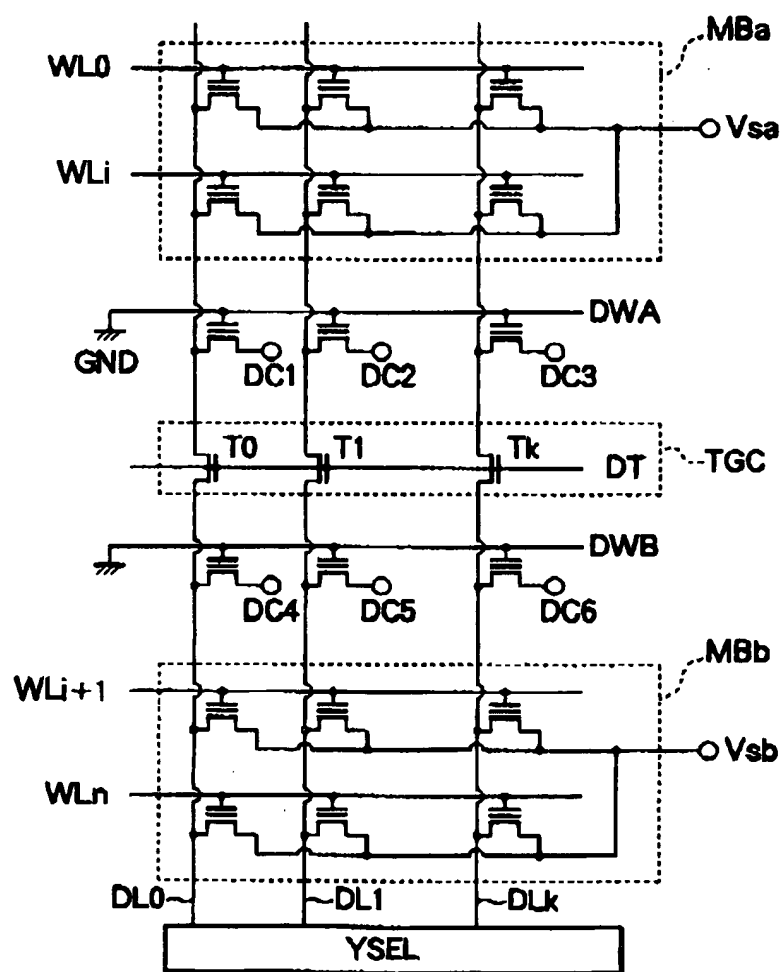 MBa
WL0
Vsa
WLi
DWA
GND
DC1
DC2
DC3
T0
T1
Tk
DT
TGC
DWB
DC4
DC5
DC6
MBb
WLi+1
Vsb
WLn
DL0
DL1
DLk
YSEL